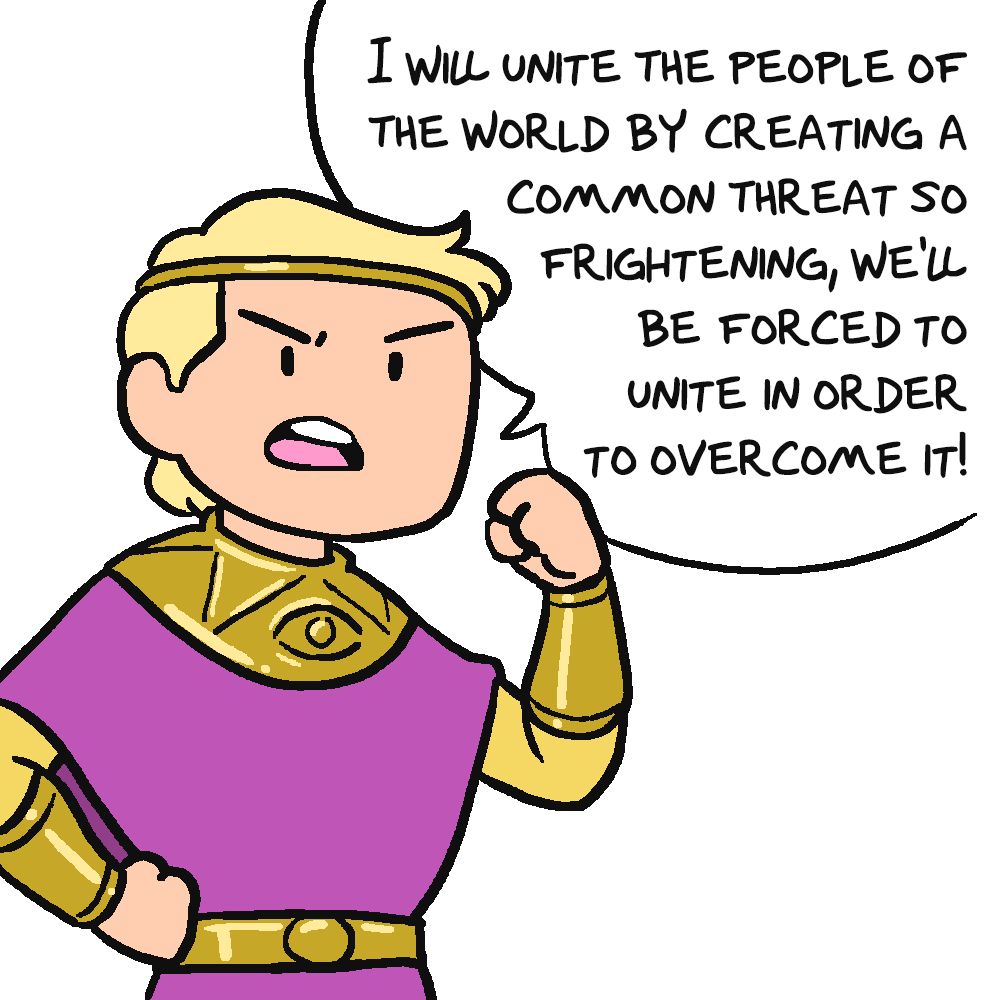 I WILL UNITE THE PEOPLE OF
THE WORLD BY CREATING A
COMMON THREAT SO
FRIGHTENING, WE'LL
BE FORCED TO
UNITE IN ORDER
TO OVERCOME IT!